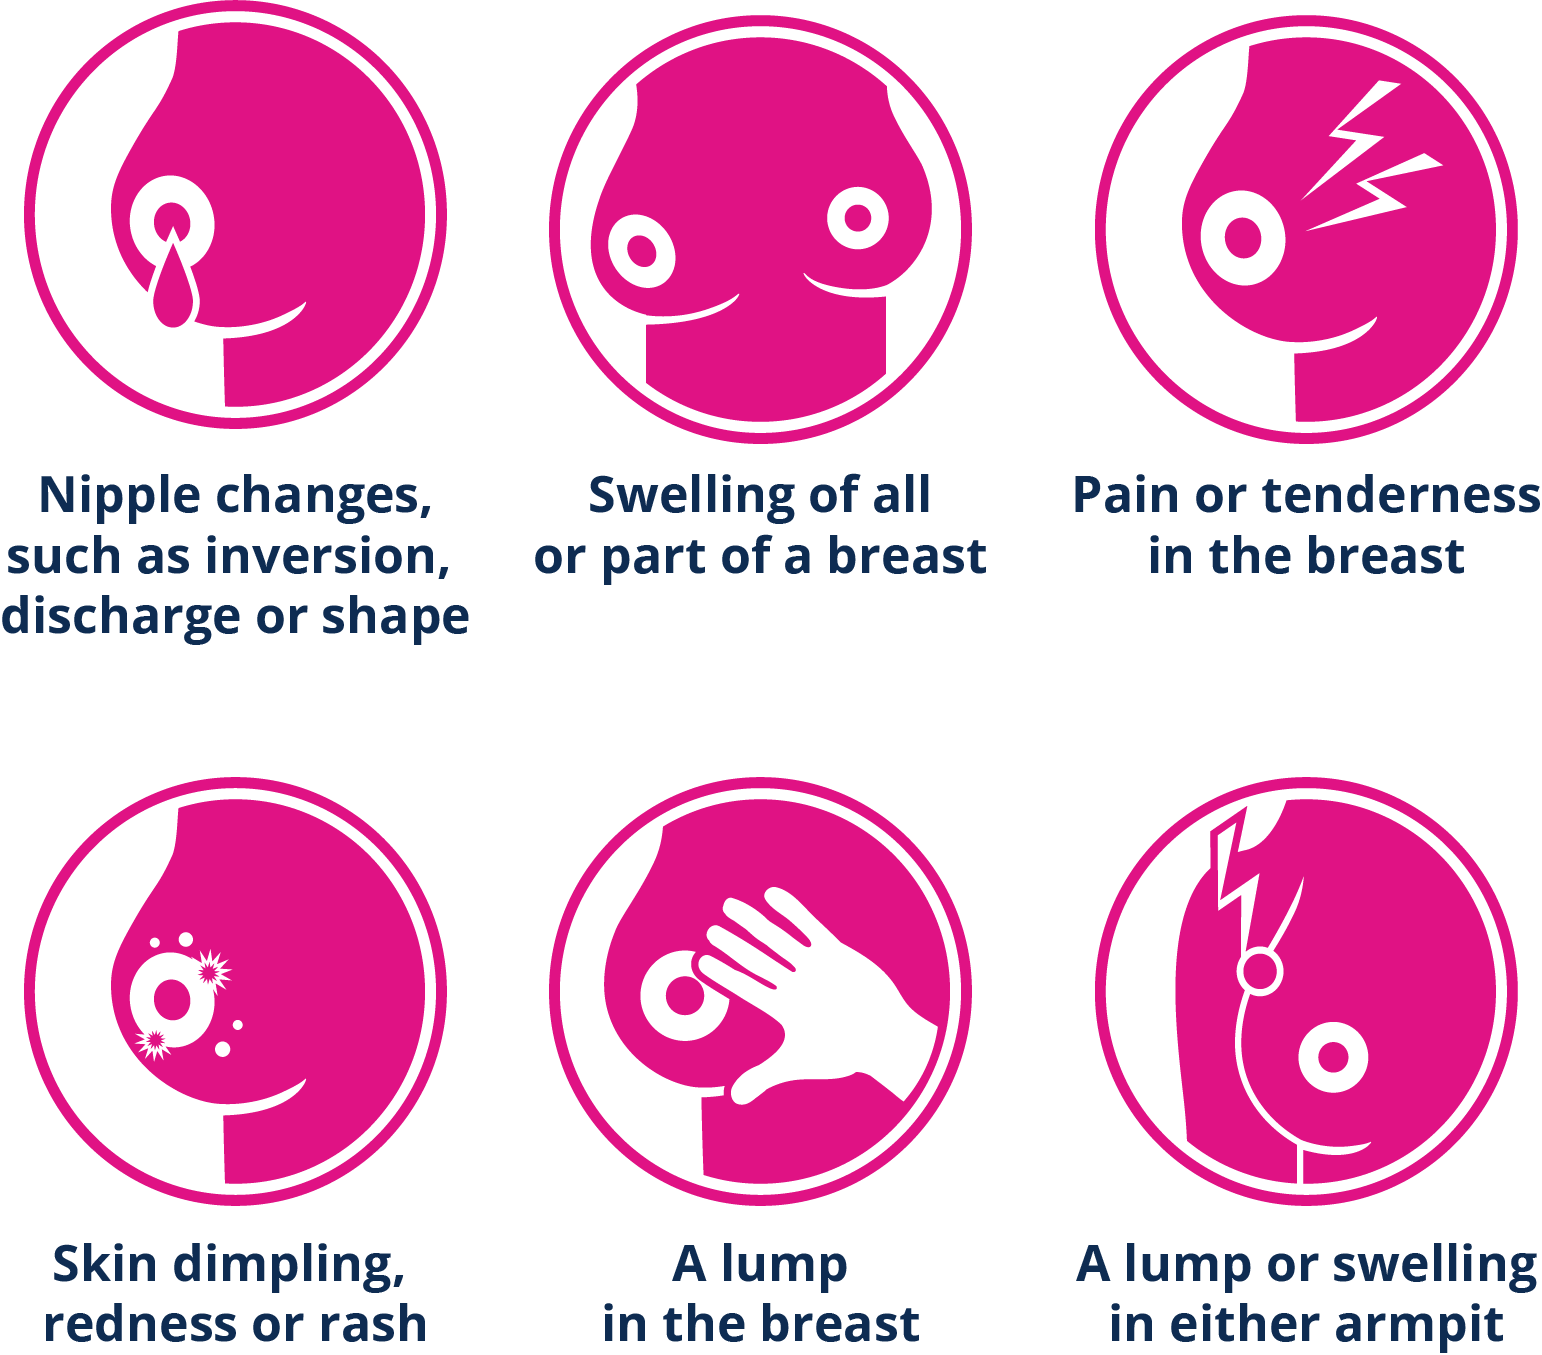 Nipple changes,
such as inversion,
discharge or shape
Swelling of all
or part of a breast
Pain or tenderness
in the breast
Skin dimpling,
redness or rash
A lump
in the breast
A lump or swelling
in either armpit